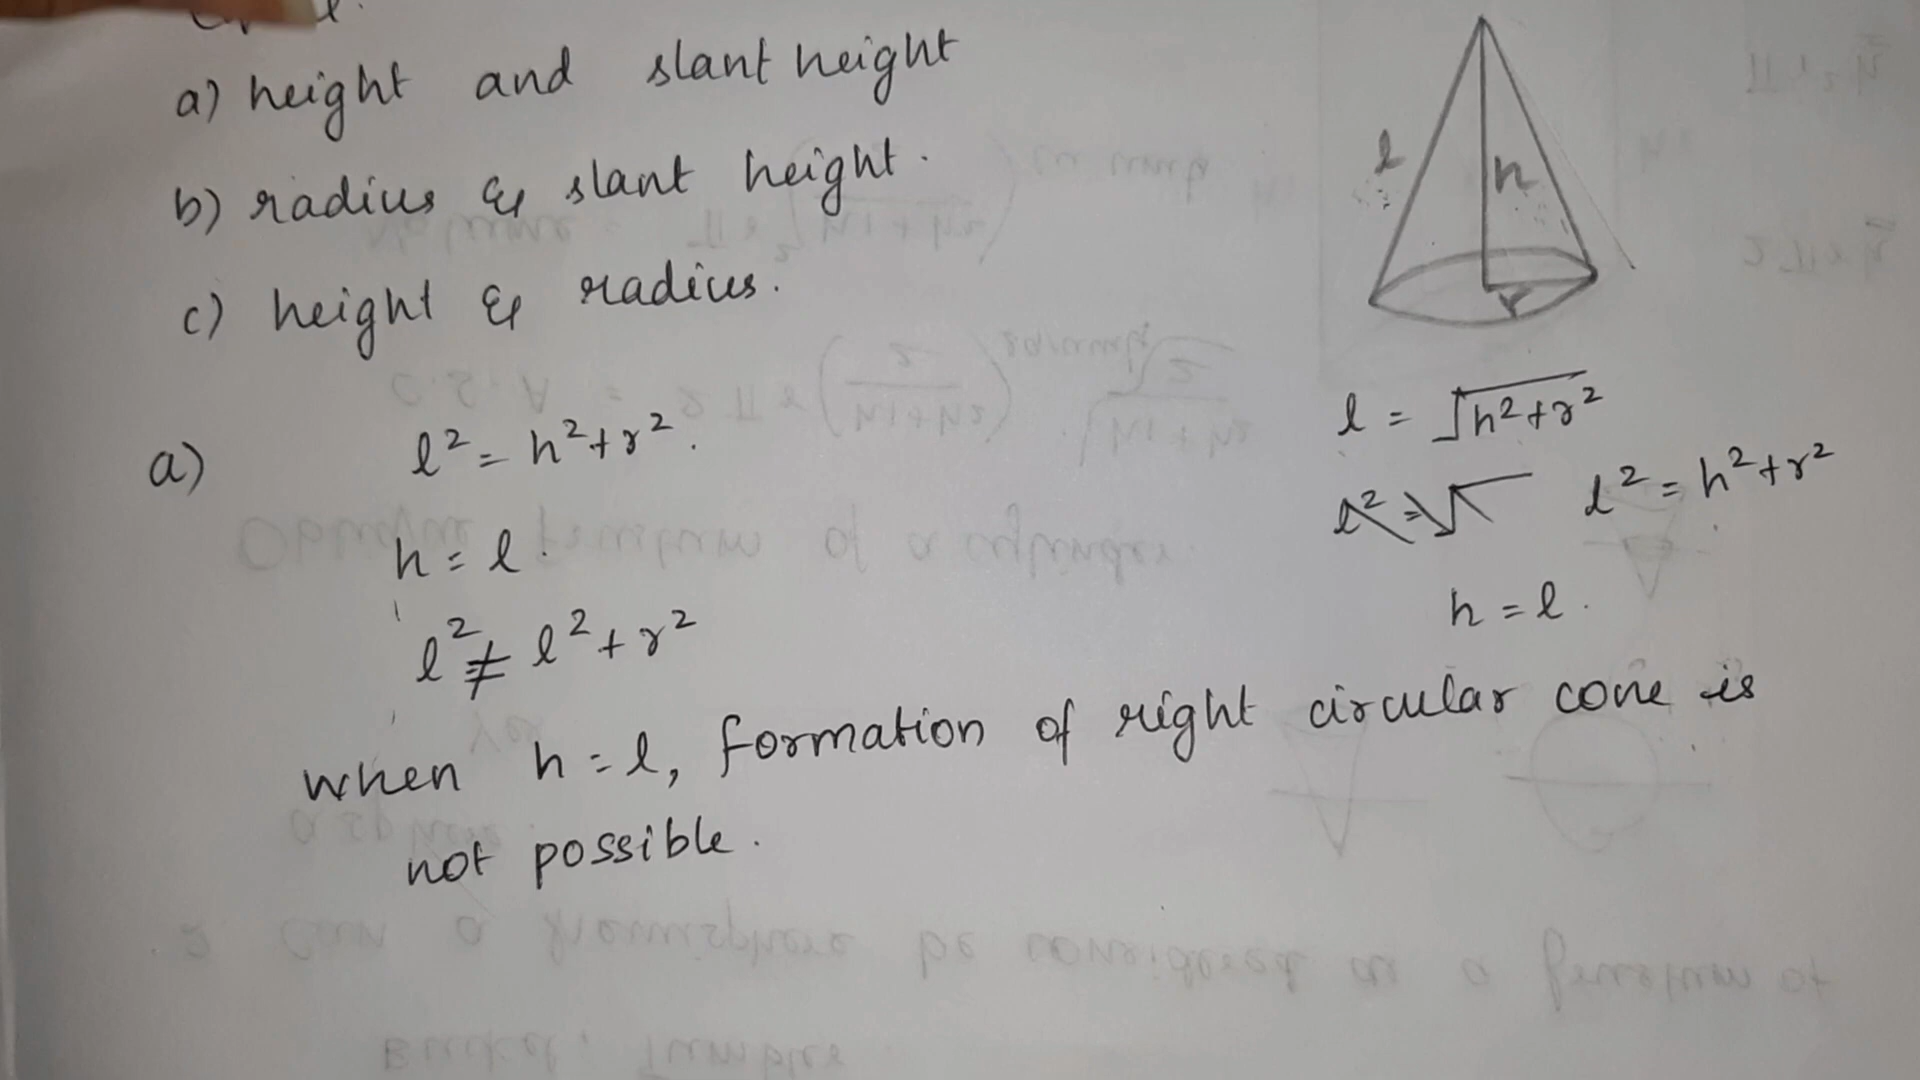 a) height and slant height
b) radius & slant height.
c) height & radius.
l
h
r
l = √h²+r²
l² = √ l² = h²+r²
h = l.
a) l² = h²+r².
h = l.
l² ≠ l²+r²
when h = l, formation of right circular cone is
not possible.